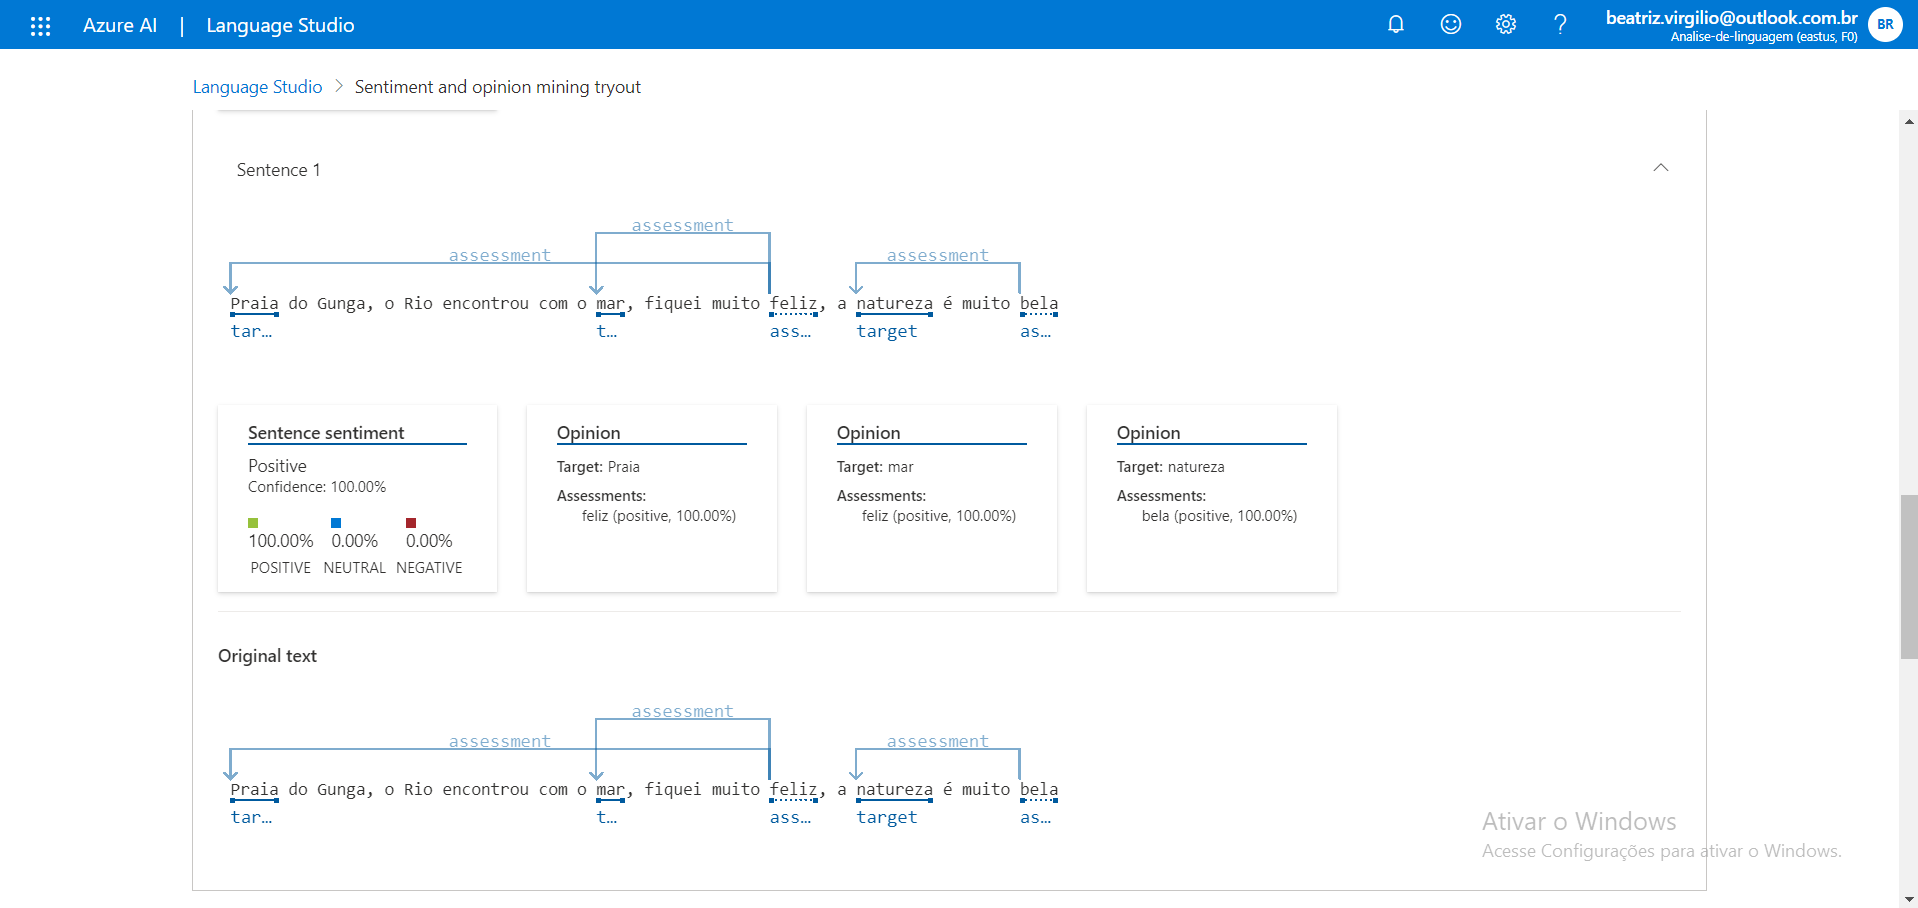 Azure AI | Language Studio
beatriz.virgilio@outlook.com.br
Analise-de-linguagem (eastus, F0)
BR
Language Studio > Sentiment and opinion mining tryout
Sentence 1
assessment
assessment assessment
Praia do Gunga, o Rio encontrou com o mar, fiquei muito feliz, a natureza é muito bela
tar... t... ass... target as...
Sentence sentiment
Positive
Confidence: 100.00%
100.00% 0.00% 0.00%
POSITIVE NEUTRAL NEGATIVE
Opinion
Target: Praia
Assessments:
feliz (positive, 100.00%)
Opinion
Target: mar
Assessments:
feliz (positive, 100.00%)
Opinion
Target: natureza
Assessments:
bela (positive, 100.00%)
Original text
assessment
assessment assessment
Praia do Gunga, o Rio encontrou com o mar, fiquei muito feliz, a natureza é muito bela
tar... t... ass... target as...
Ativar o Windows
Acesse Configurações para ativar o Windows.